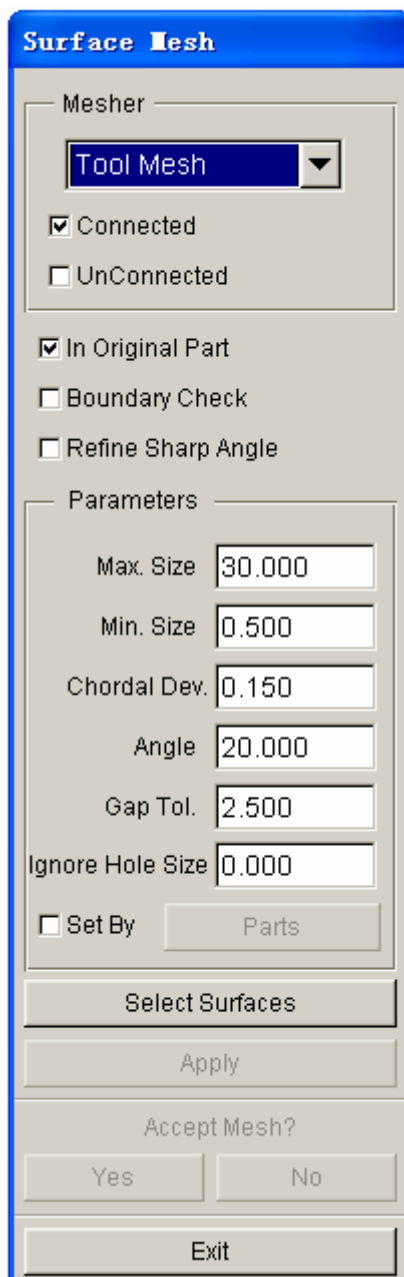 Surface Mesh
Mesher
Tool Mesh
Connected
UnConnected
In Original Part
Boundary Check
Refine Sharp Angle
Parameters
Max. Size 30.000
Min. Size 0.500
Chordal Dev. 0.150
Angle 20.000
Gap Tol. 2.500
Ignore Hole Size 0.000
Set By Parts
Select Surfaces
Apply
Accept Mesh?
Yes No
Exit